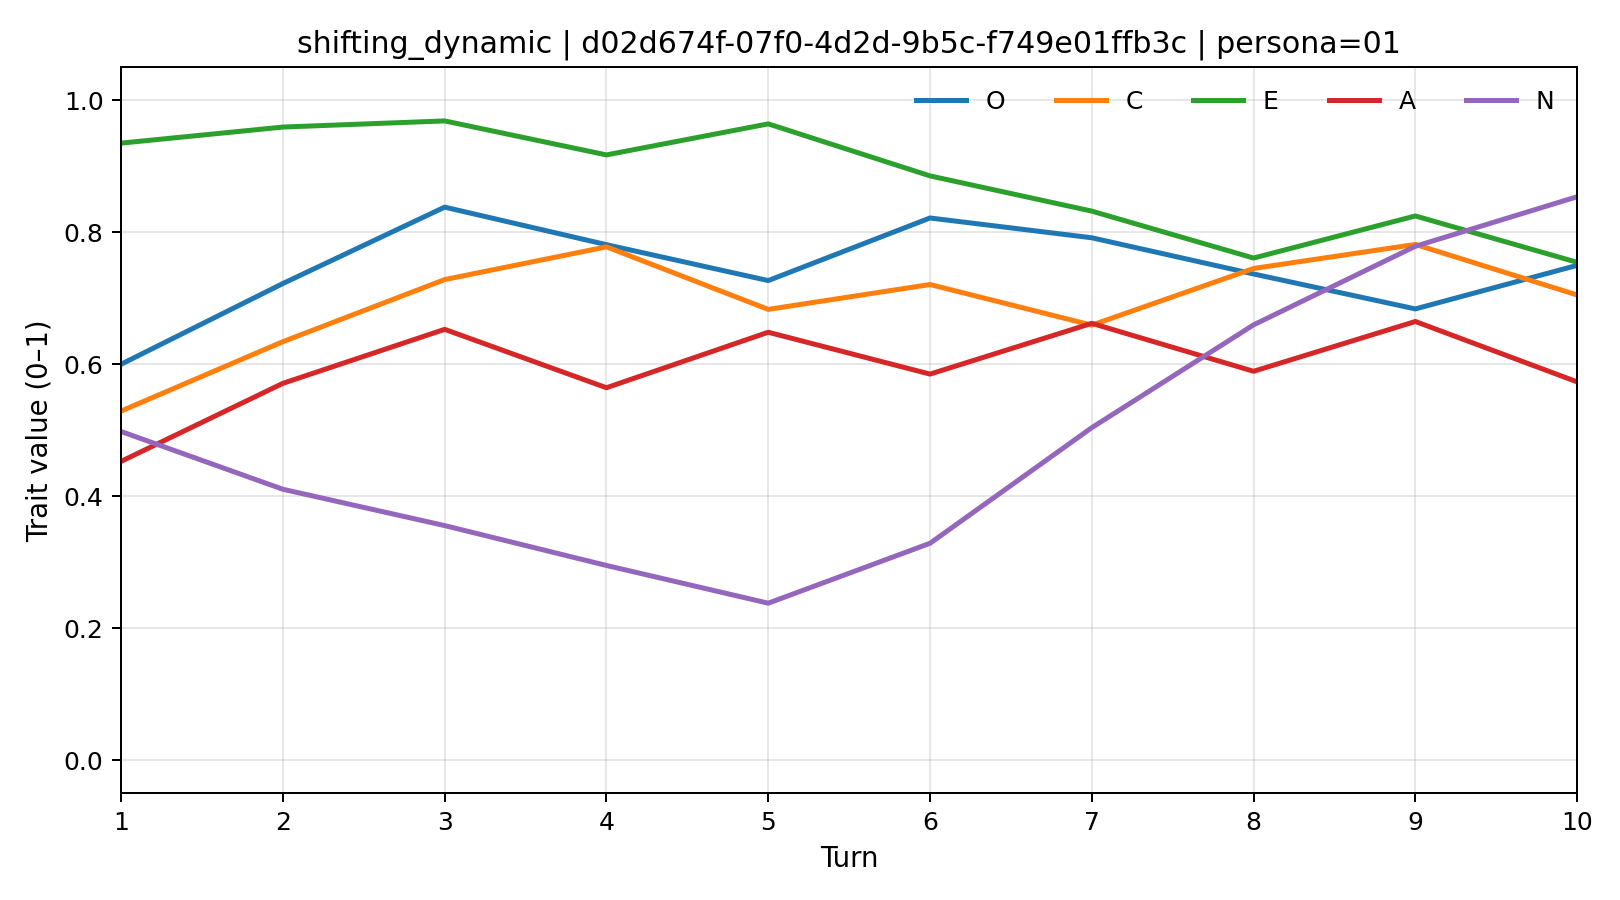 shifting_dynamic | d02d674f-07f0-4d2d-9b5c-f749e01ffb3c | persona=01
O C E A N
Trait value (0–1)
1.0
0.8
0.6
0.4
0.2
0.0
1 2 3 4 5 6 7 8 9 10
Turn